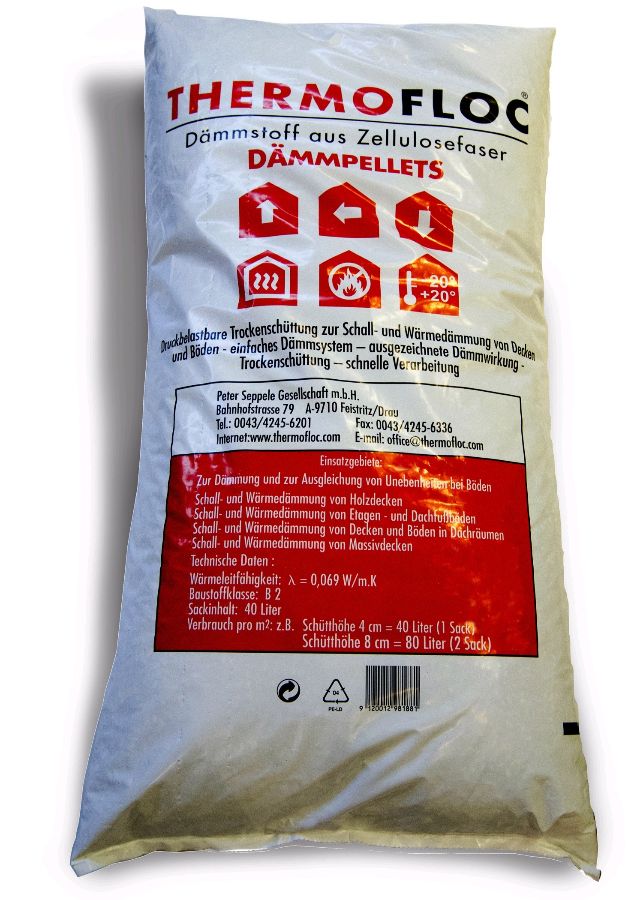 THERMOFLOC®
Dämmstoff aus Zellulosefaser
DÄMMPELLETS
20°
+20°
Druckbelastbare Trockenschüttung zur Schall- und Wärmedämmung von Decken
und Böden - einfaches Dämmsystem – ausgezeichnete Dämmwirkung -
Trockenschüttung – schnelle Verarbeitung
Peter Seppele Gesellschaft m.b.H.
Bahnhofstrasse 79 A-9710 Feistritz/Drau
Tel.: 0043/4245-6201 Fax: 0043/4245-6336
Internet:www.thermofloc.com E-mail: office@thermofloc.com
Einsatzgebiete:
Zur Dämmung und zur Ausgleichung von Unebenheiten bei Böden
Schall- und Wärmedämmung von Holzdecken
Schall- und Wärmedämmung von Etagen - und Dachfußböden
Schall- und Wärmedämmung von Decken und Böden in Dachräumen
Schall- und Wärmedämmung von Massivdecken
Technische Daten :
Wärmeleitfähigkeit: λ = 0,069 W/m.K
Baustoffklasse: B 2
Sackinhalt: 40 Liter
Verbrauch pro m²: z.B. Schütthöhe 4 cm = 40 Liter (1 Sack)
Schütthöhe 8 cm = 80 Liter (2 Sack)
04
PE-LD
9 120012 981881